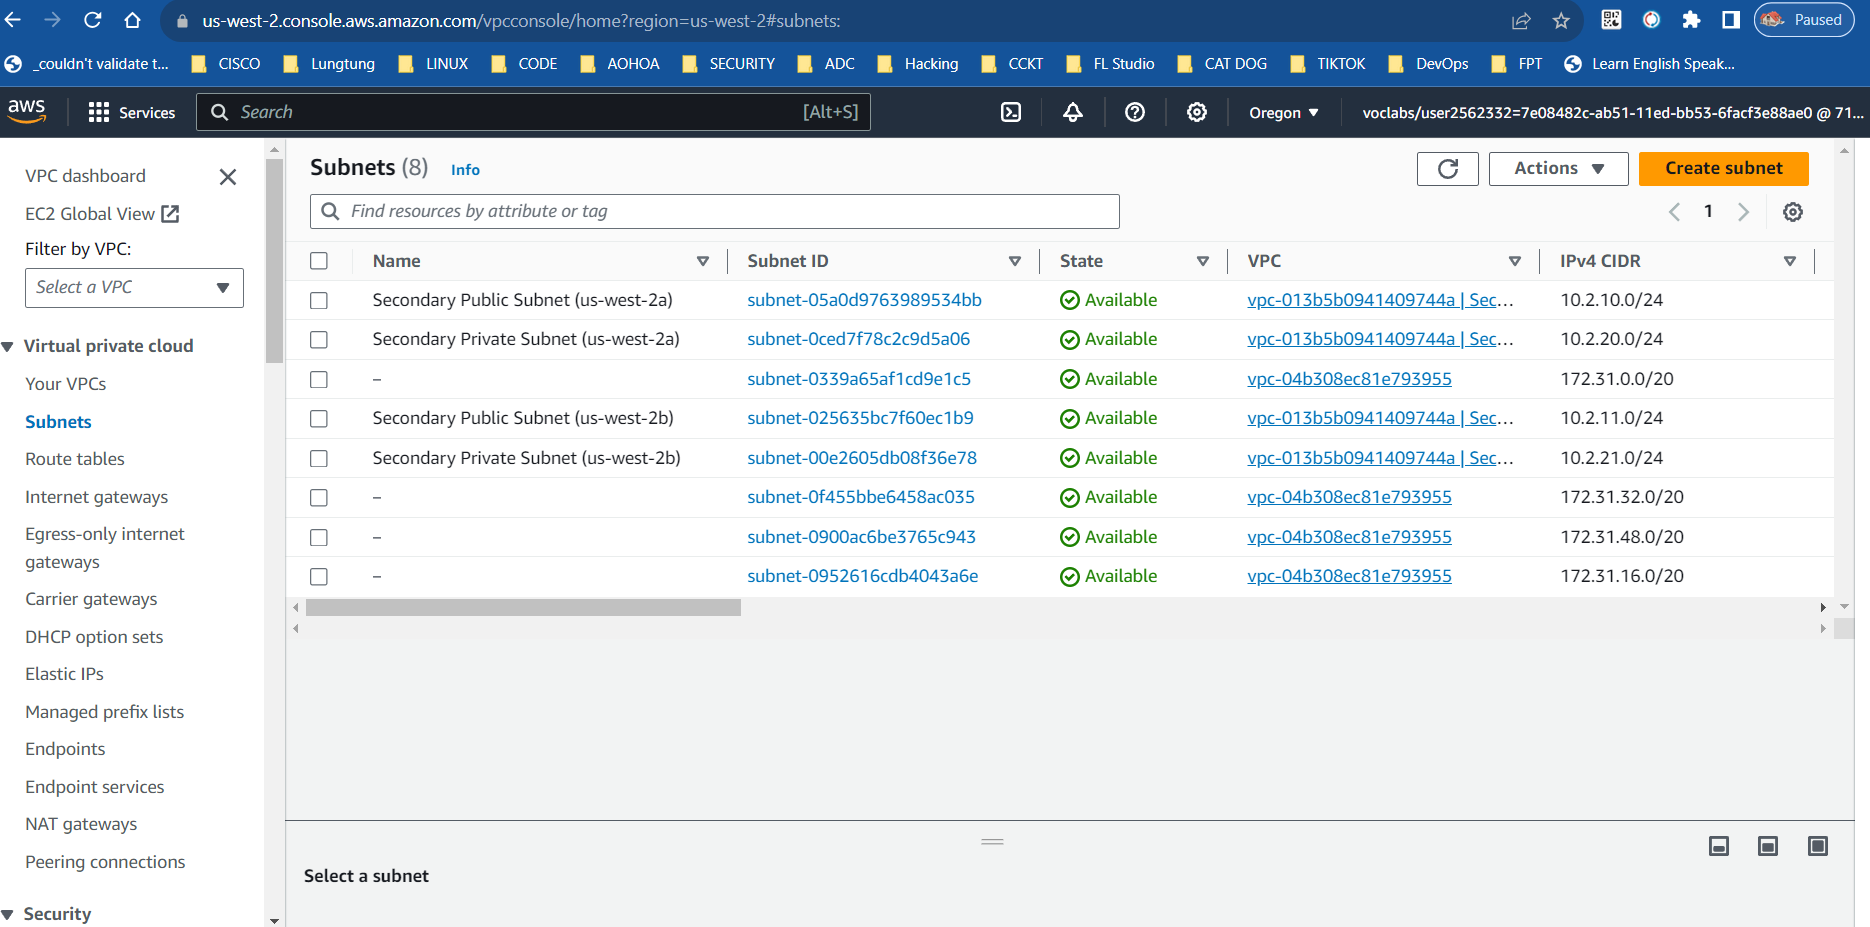 us-west-2.console.aws.amazon.com/vpcconsole/home?region=us-west-2#subnets:
Paused
_couldn't validate t...
CISCO
Lungtung
LINUX
CODE
AOHOA
SECURITY
ADC
Hacking
CCKT
FL Studio
CAT DOG
TIKTOK
DevOps
FPT
Learn English Speak...
aws
Services
Search
[Alt+S]
Oregon
voclabs/user2562332=7e08482c-ab51-11ed-bb53-6facf3e88ae0 @ 71...
VPC dashboard
EC2 Global View
Filter by VPC:
Select a VPC
Virtual private cloud
Your VPCs
Subnets
Route tables
Internet gateways
Egress-only internet
gateways
Carrier gateways
DHCP option sets
Elastic IPs
Managed prefix lists
Endpoints
Endpoint services
NAT gateways
Peering connections
Security
Subnets (8) Info
Actions
Create subnet
Find resources by attribute or tag
1
Name Subnet ID State VPC IPv4 CIDR
Secondary Public Subnet (us-west-2a) subnet-05a0d9763989534bb Available vpc-013b5b0941409744a | Sec... 10.2.10.0/24
Secondary Private Subnet (us-west-2a) subnet-0ced7f78c2c9d5a06 Available vpc-013b5b0941409744a | Sec... 10.2.20.0/24
– subnet-0339a65af1cd9e1c5 Available vpc-04b308ec81e793955 172.31.0.0/20
Secondary Public Subnet (us-west-2b) subnet-025635bc7f60ec1b9 Available vpc-013b5b0941409744a | Sec... 10.2.11.0/24
Secondary Private Subnet (us-west-2b) subnet-00e2605db08f36e78 Available vpc-013b5b0941409744a | Sec... 10.2.21.0/24
– subnet-0f455bbe6458ac035 Available vpc-04b308ec81e793955 172.31.32.0/20
– subnet-0900ac6be3765c943 Available vpc-04b308ec81e793955 172.31.48.0/20
– subnet-0952616cdb4043a6e Available vpc-04b308ec81e793955 172.31.16.0/20
Select a subnet